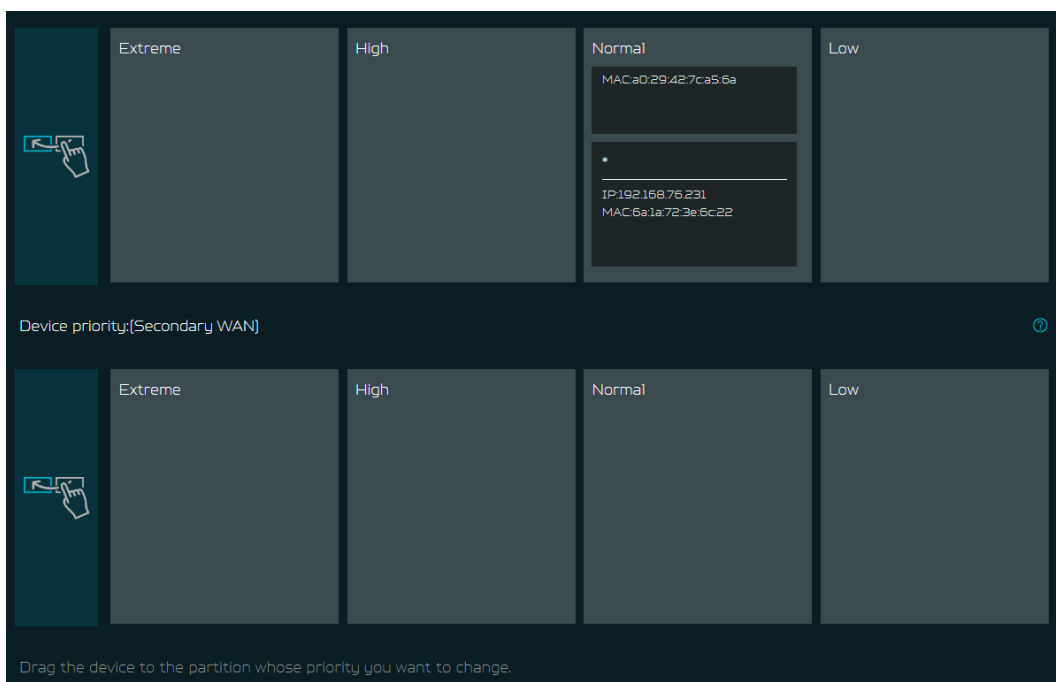 Extreme
High
Normal
Low
MAC:a0:29:42:7c:a5:6a
*
IP:192.168.76.231
MAC:6a:1a:72:3e:6c:22
Device priority:(Secondary WAN)
?
Extreme
High
Normal
Low
Drag the device to the partition whose priority you want to change.